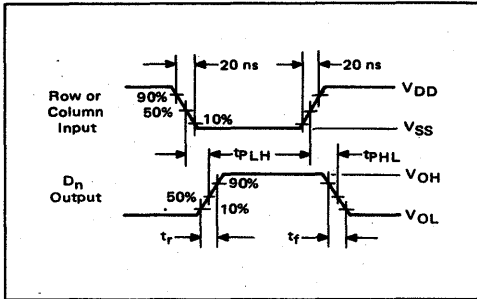 20 ns
20 ns
90%
VDD
Row or
Column
Input
50%
10%
VSS
tPLH
tPHL
Dn
Output
90%
VOH
50%
10%
VOL
tr
tf